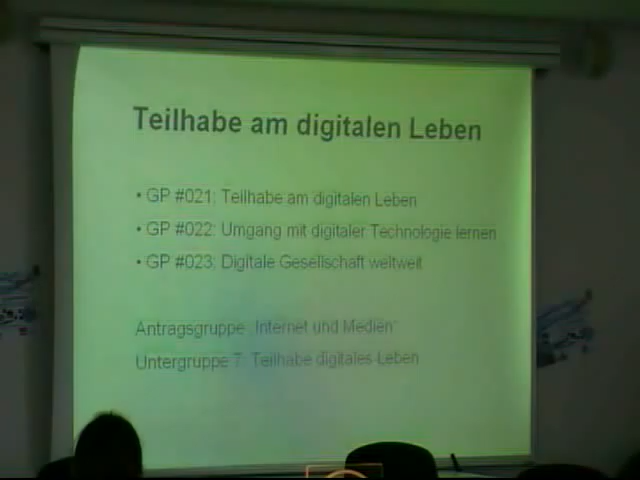 Teilhabe am digitalen Leben
• GP #021: Teilhabe am digitalen Leben
• GP #022: Umgang mit digitaler Technologie lernen
• GP #023: Digitale Gesellschaft weltweit
Antragsgruppe „Internet und Medien“
Untergruppe 7: Teilhabe digitales Leben